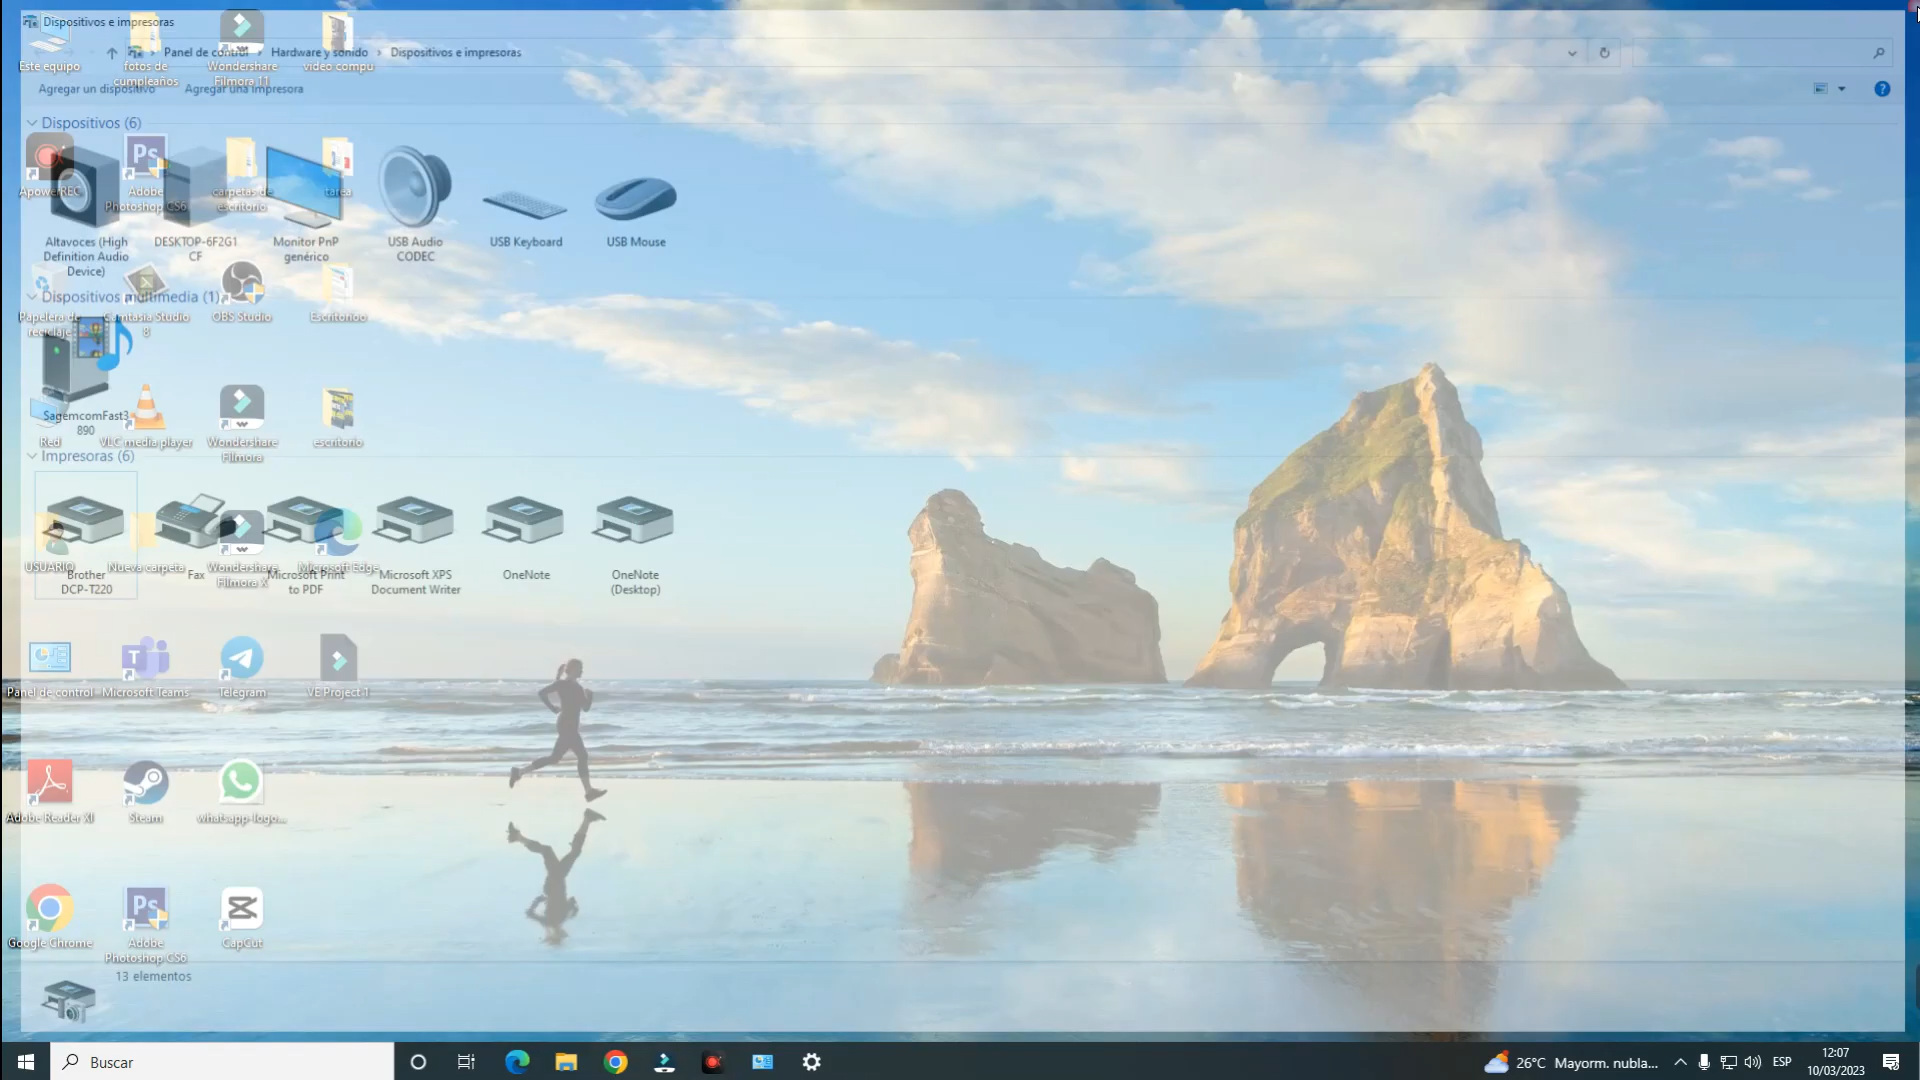 Dispositivos e impresoras
Panel de control
Hardware y sonido
Dispositivos e impresoras
Agregar un dispositivo
Agregar una impresora
Este equipo
fotos de
cumpleaños
Wondershare
Filmora 11
video compu
Dispositivos (6)
ApowerREC
Adobe
Photoshop CS6
carpetas de
escritorio
tarea
Altavoces (High
Definition Audio
Device)
DESKTOP-6F2G1
CF
Monitor PnP
genérico
USB Audio
CODEC
USB Keyboard
USB Mouse
Dispositivos multimedia (1)
Papelera de
reciclaje
Camtasia Studio
8
OBS Studio
Escritorioo
SagemcomFast3
890
Red
VLC media player
Wondershare
Filmora
escritorio
Impresoras (6)
USUARIO
Nueva carpeta
Wondershare
Filmora X
Microsoft Edge
Brother
DCP-T220
Fax
Microsoft Print
to PDF
Microsoft XPS
Document Writer
OneNote
OneNote
(Desktop)
Panel de control
Microsoft Teams
Telegram
VE Project 1
Adobe Reader XI
Steam
whatsapp-logo...
Google Chrome
Adobe
Photoshop CS6
CapCut
13 elementos
Buscar
26°C Mayorm. nubla...
ESP
12:07
10/03/2023